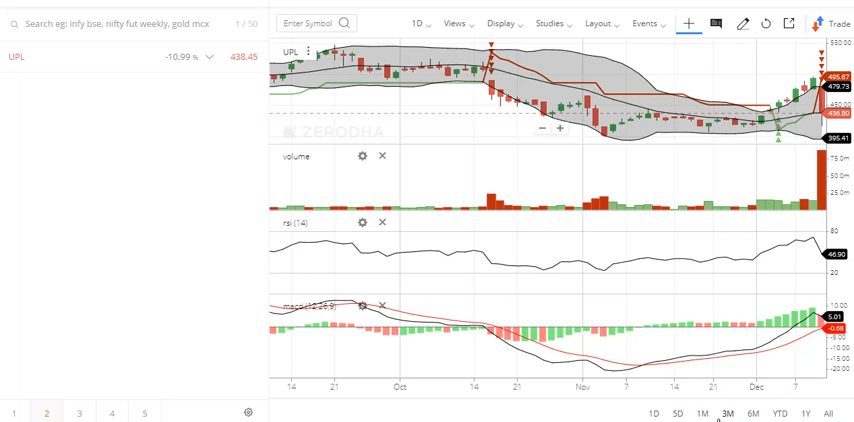 Search eg: infy bse, nifty fut weekly, gold mcx 1 / 50
UPL -10.99 % 438.45
1 2 3 4 5
Enter Symbol 1D Views Display Studies Layout Events Trade
UPL
550.00
495.67
479.73
450.00
436.80
395.41
ZERODHA
volume
75.0m
50.0m
25.0m
rsi (14)
80
46.90
20
macd (12,26,9)
10.00
5.01
-0.68
-5.00
-10.00
-15.00
-20.00
14 21 Oct 14 21 Nov 7 14 21 Dec 7
1D 5D 1M 3M 6M YTD 1Y All